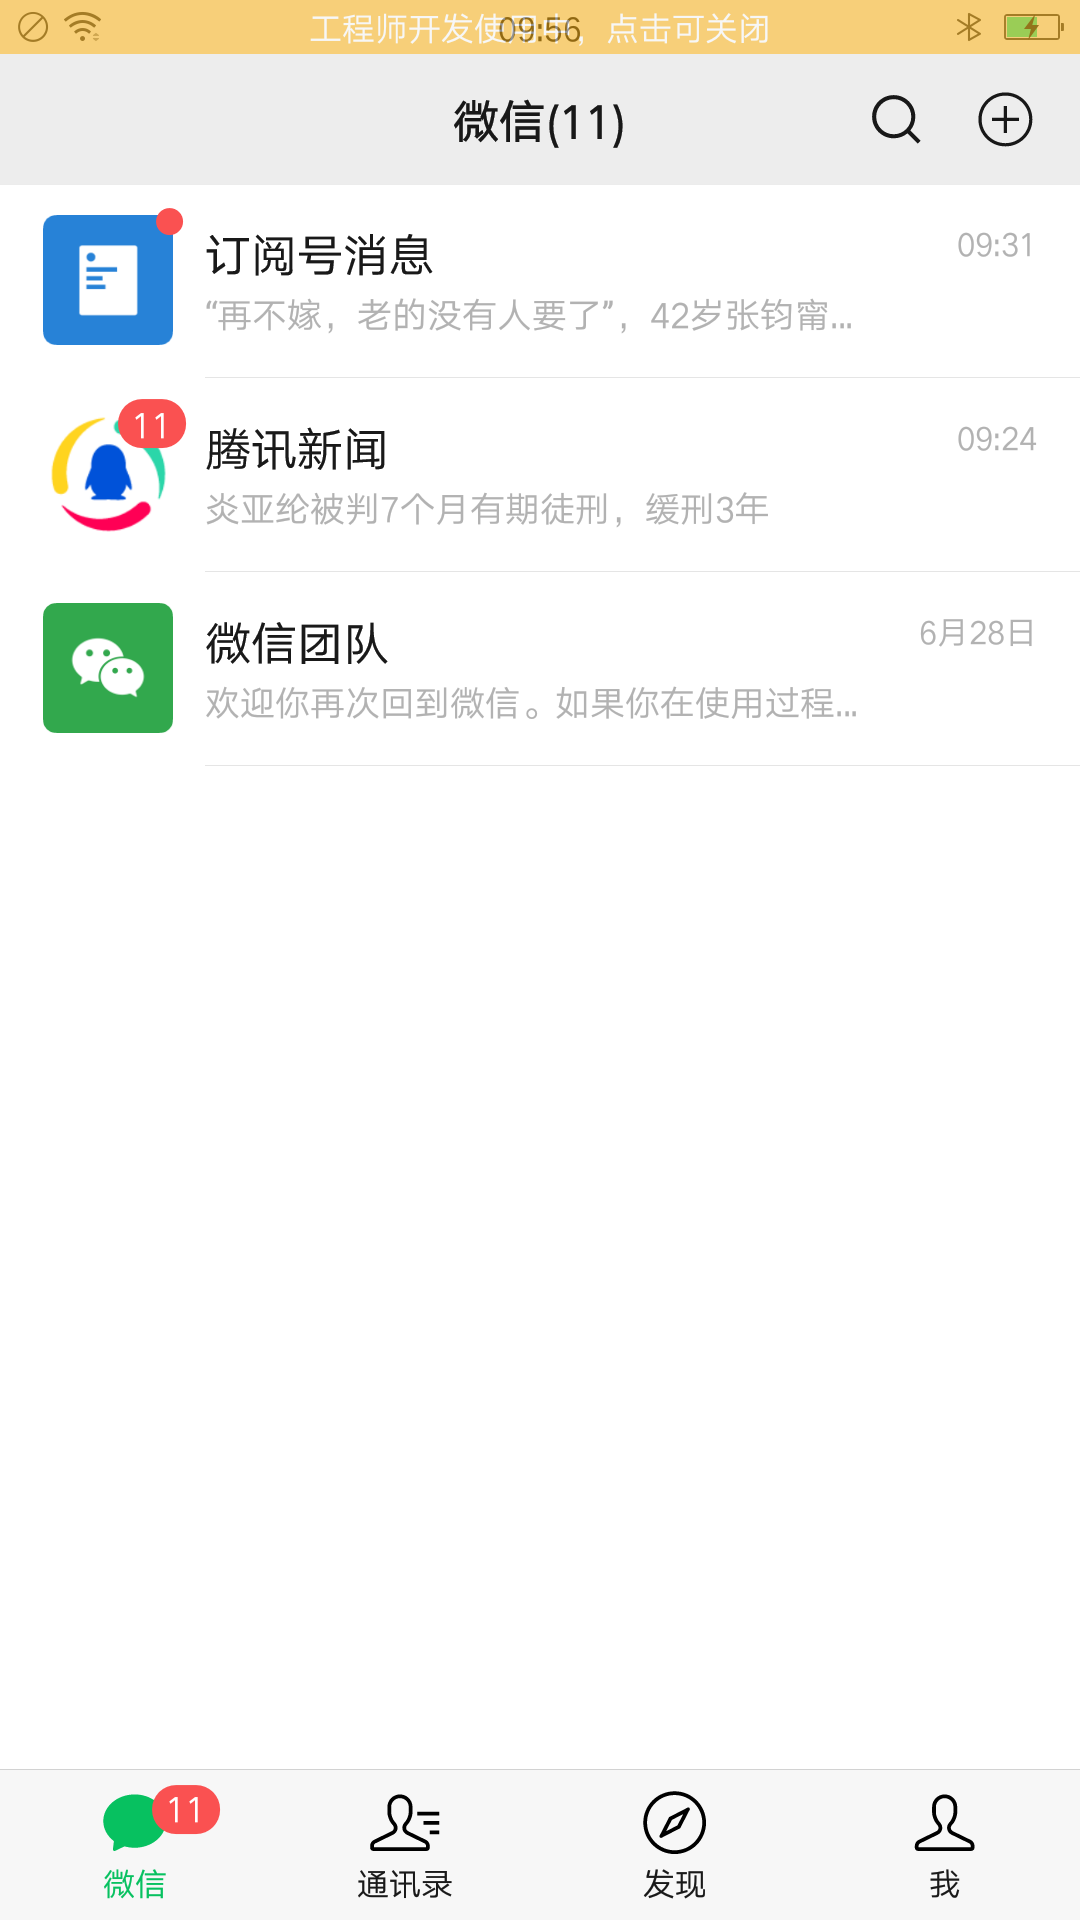 工程师开发使用中，点击可关闭
09:56
微信(11)
订阅号消息
09:31
“再不嫁，老的没有人要了”，42岁张钧甯...
11
腾讯新闻
09:24
炎亚纶被判7个月有期徒刑，缓刑3年
微信团队
6月28日
欢迎你再次回到微信。如果你在使用过程...
11
微信
通讯录
发现
我